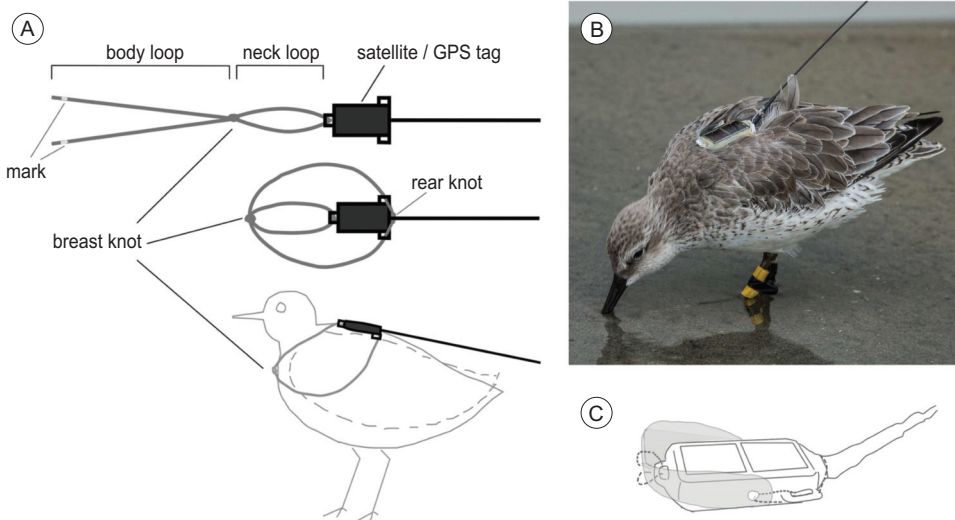 A
body loop
neck loop
satellite / GPS tag
mark
rear knot
breast knot
B
C